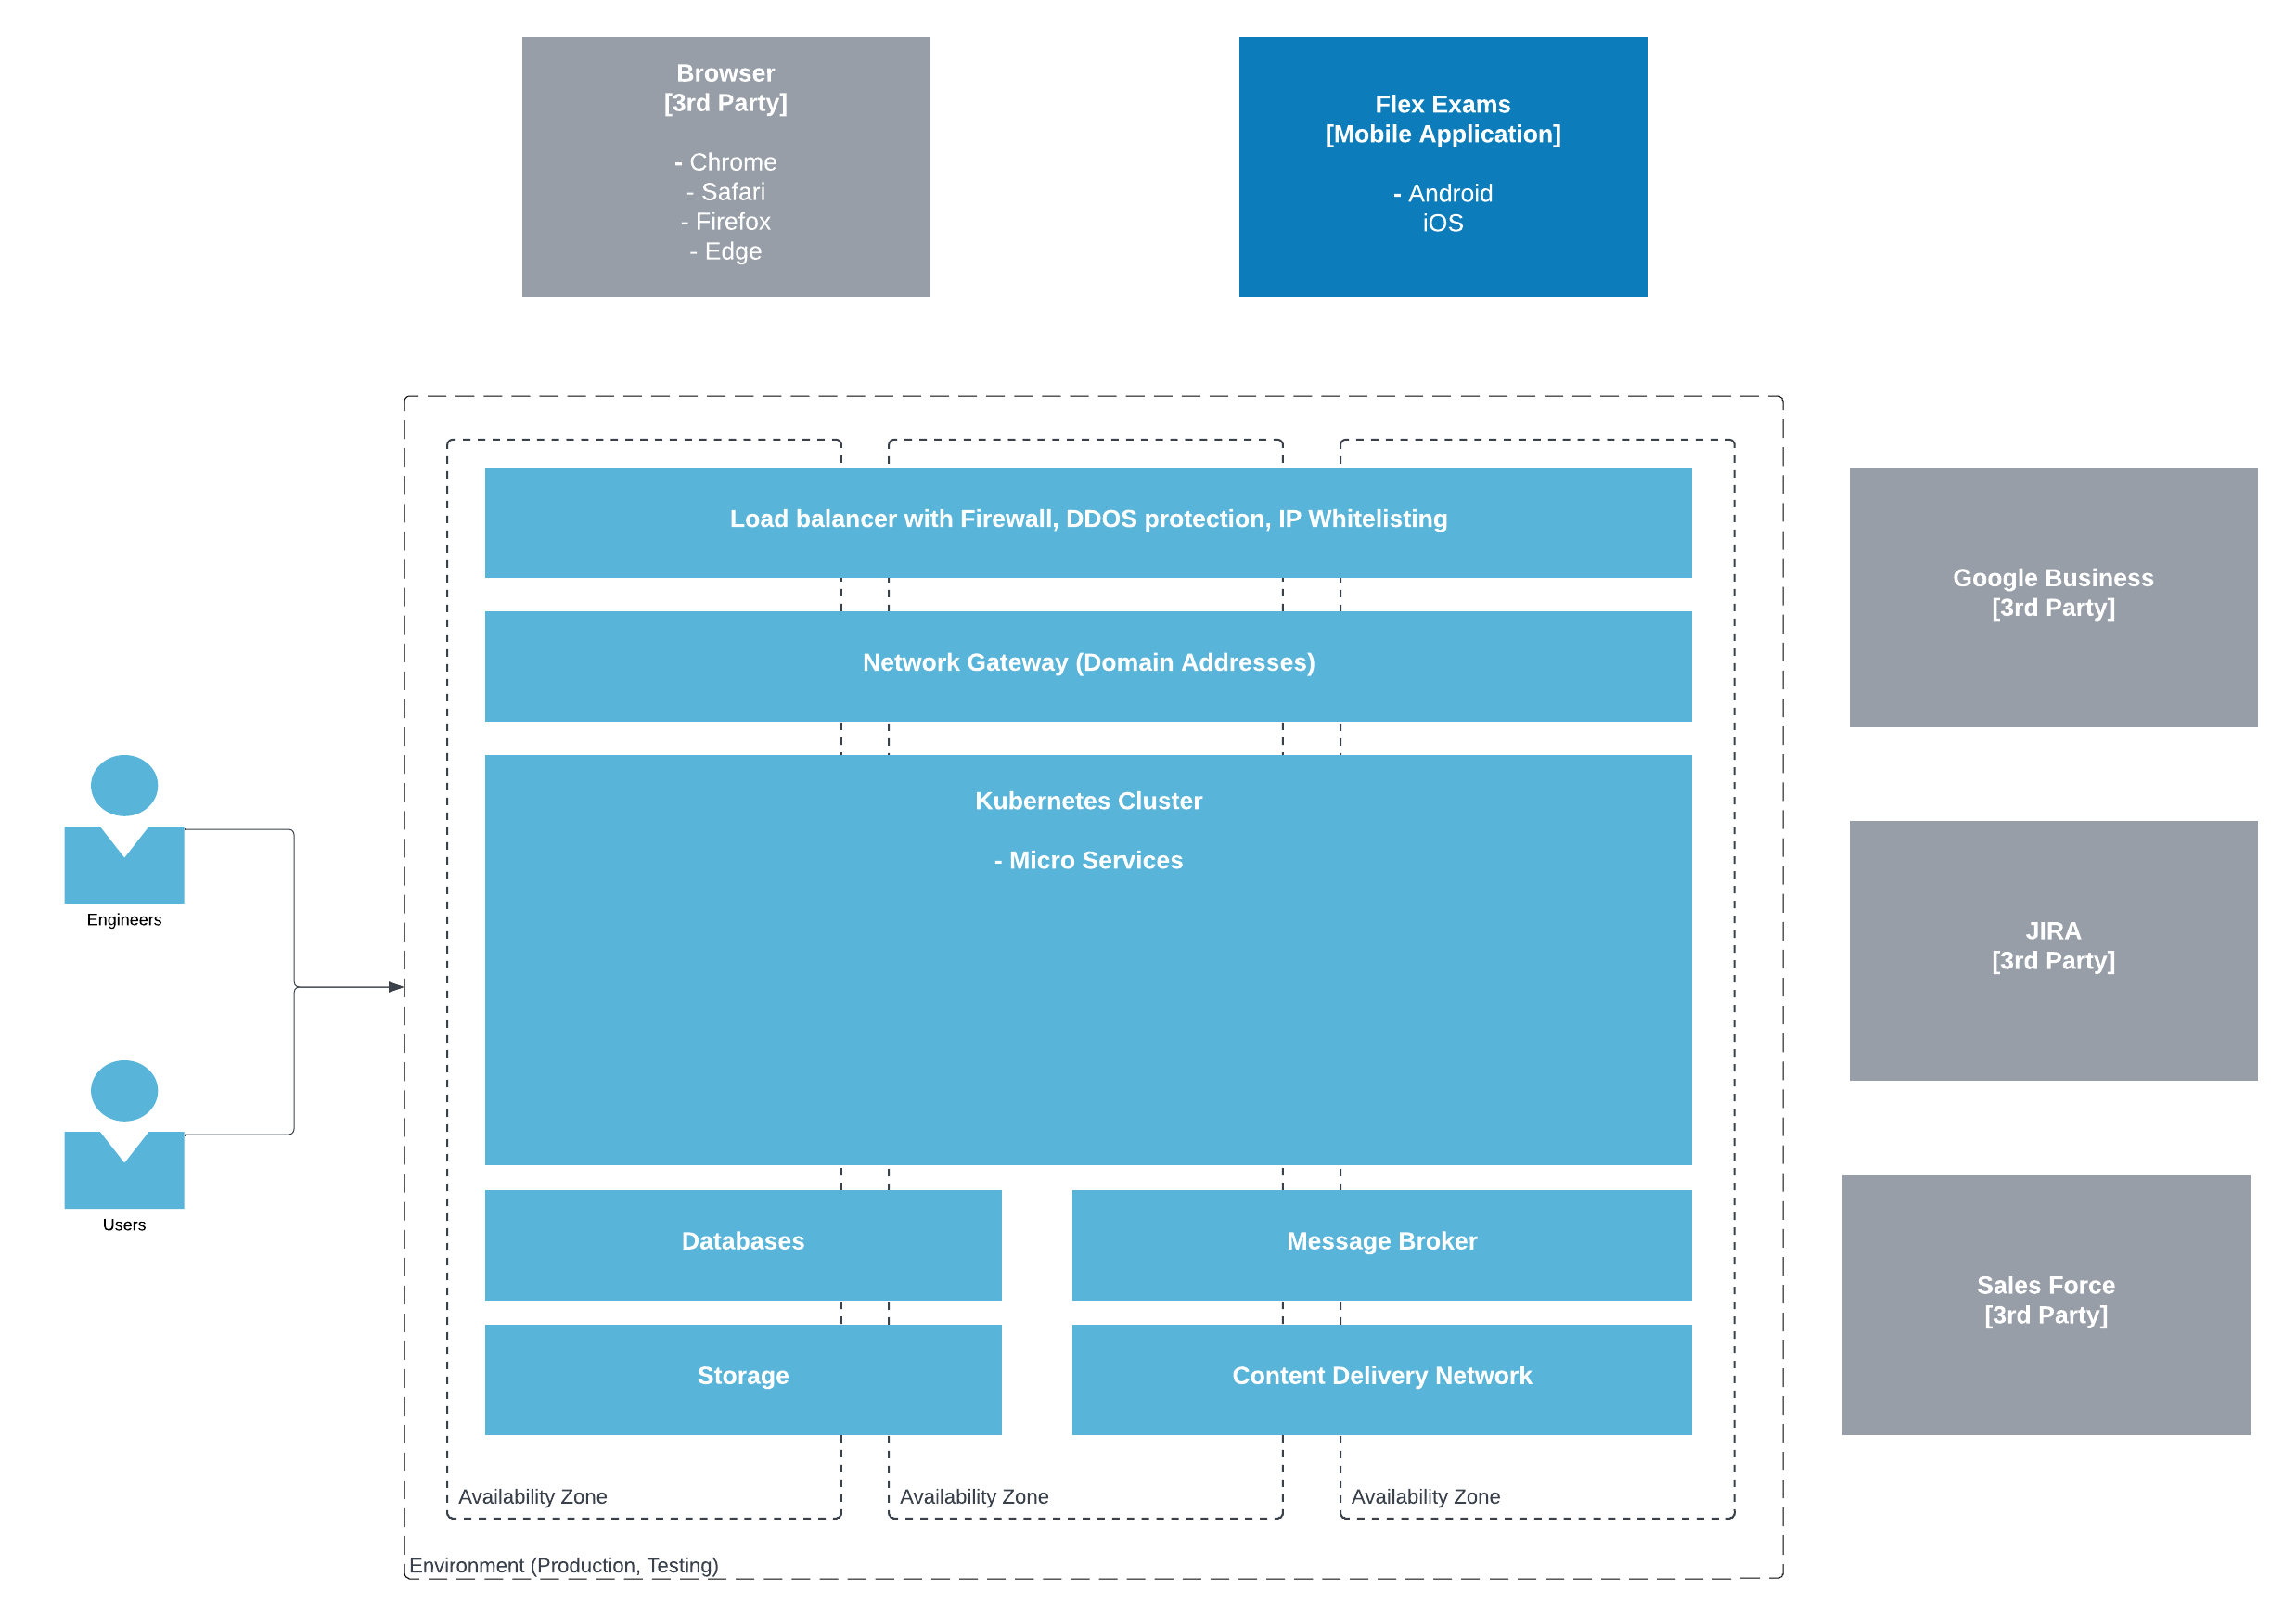 Browser
[3rd Party]
- Chrome
- Safari
- Firefox
- Edge
Flex Exams
[Mobile Application]
- Android
iOS
Load balancer with Firewall, DDOS protection, IP Whitelisting
Network Gateway (Domain Addresses)
Kubernetes Cluster
- Micro Services
Databases
Message Broker
Storage
Content Delivery Network
Availability Zone
Availability Zone
Availability Zone
Environment (Production, Testing)
Engineers
Users
Google Business
[3rd Party]
JIRA
[3rd Party]
Sales Force
[3rd Party]